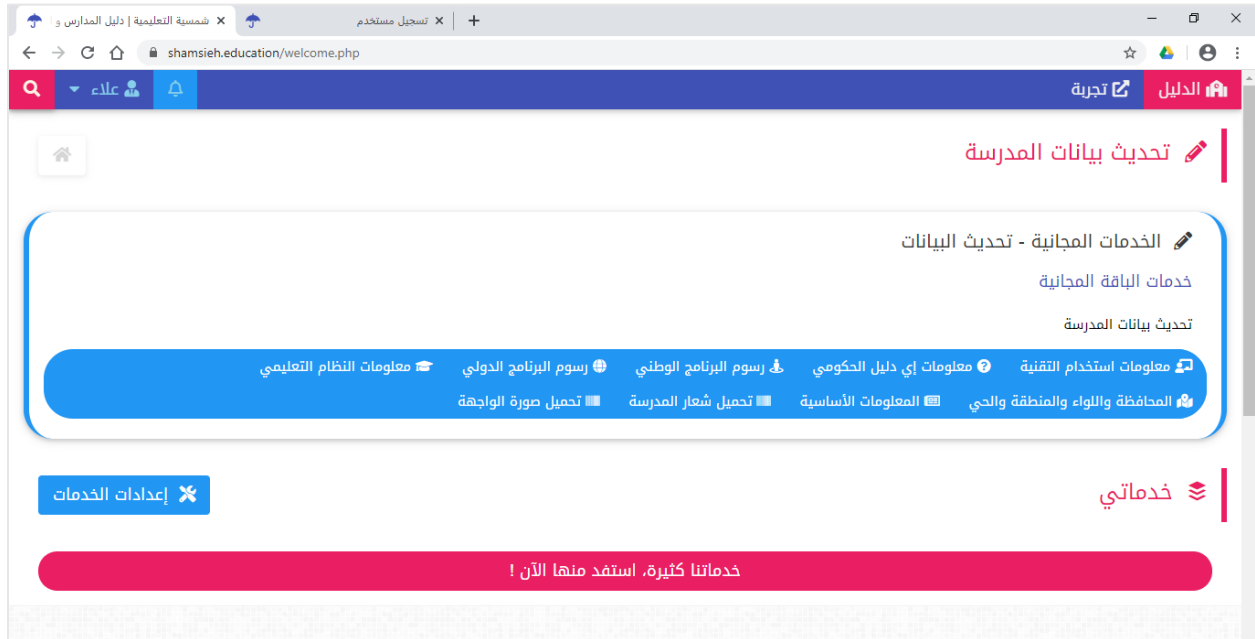 شمسية التعليمية | دليل المدارس و ا
تسجيل مستخدم
shamsieh.education/welcome.php
الدليل
تجربة
علاء
تحديث بيانات المدرسة
الخدمات المجانية - تحديث البيانات
خدمات الباقة المجانية
تحديث بيانات المدرسة
معلومات استخدام التقنية معلومات إي دليل الحكومي رسوم البرنامج الوطني رسوم البرنامج الدولي معلومات النظام التعليمي
المحافظة واللواء والمنطقة والحي المعلومات الأساسية تحميل شعار المدرسة تحميل صورة الواجهة
خدماتي
إعدادات الخدمات
خدماتنا كثيرة، استفد منها الآن !